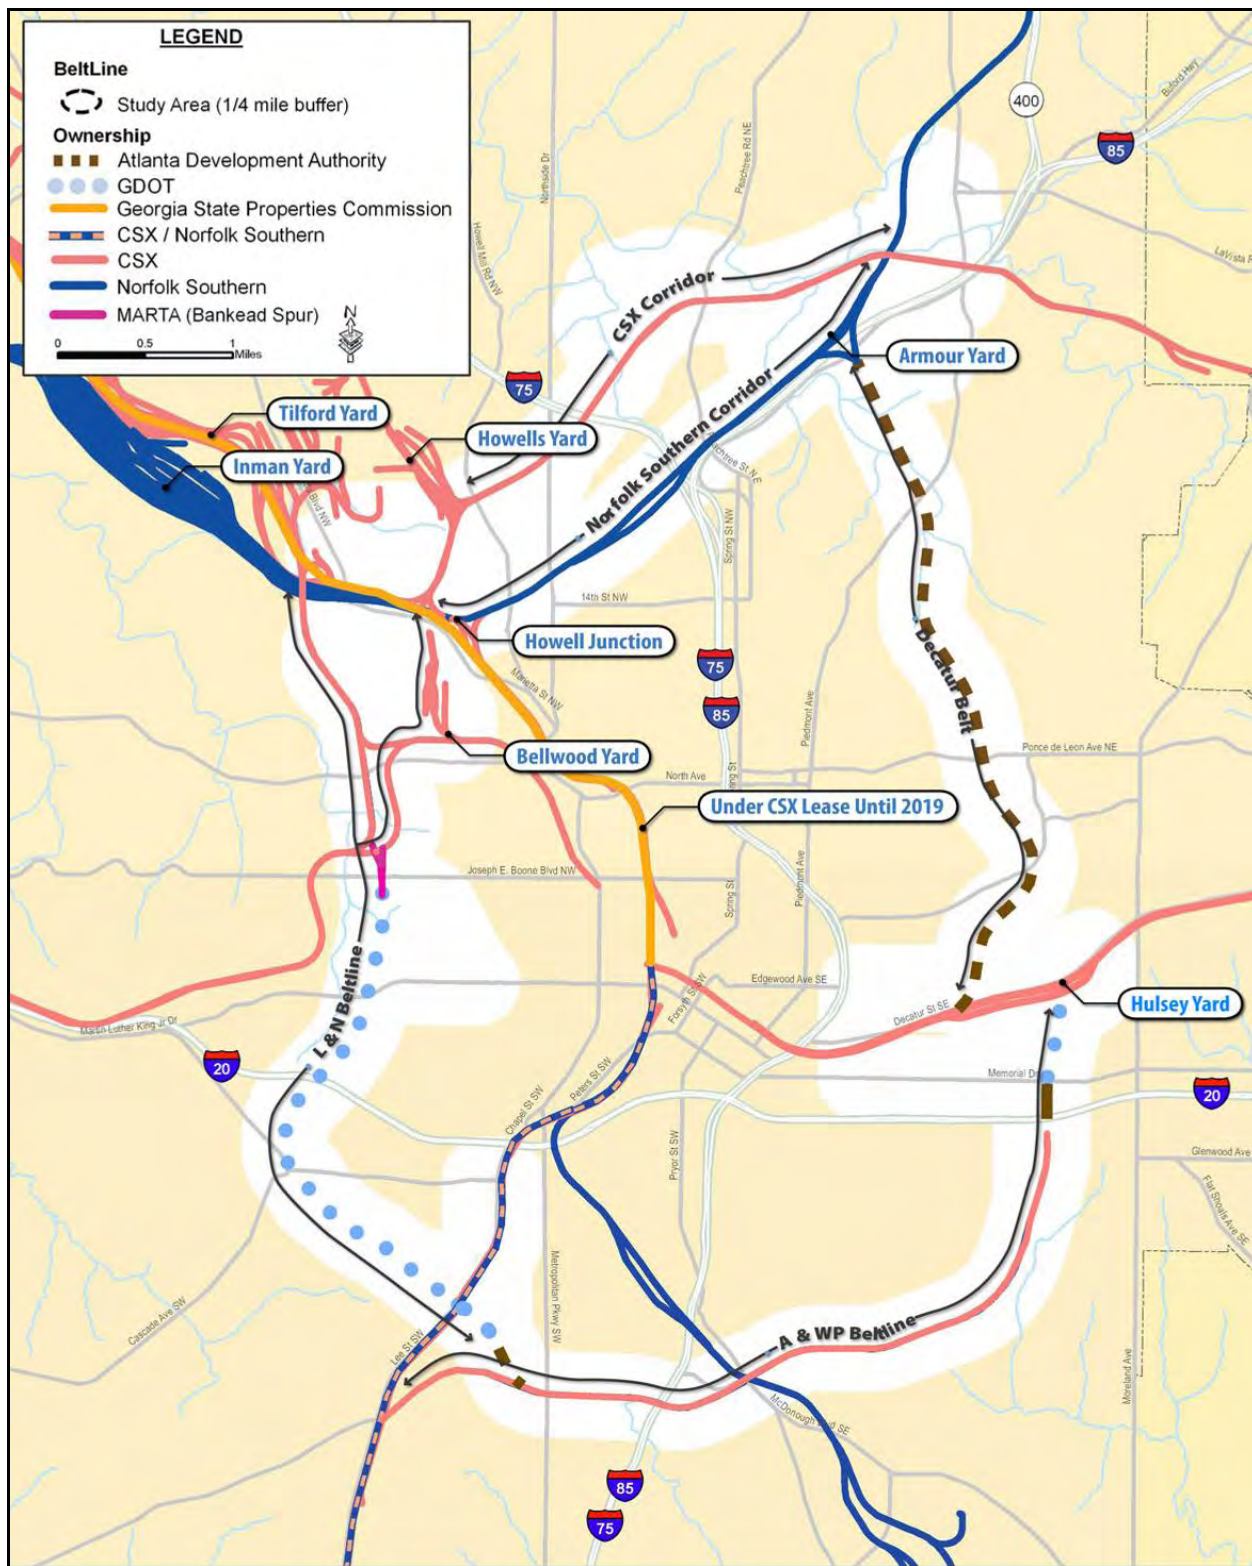 LEGEND
BeltLine
Study Area (1/4 mile buffer)
Ownership
Atlanta Development Authority
GDOT
Georgia State Properties Commission
CSX / Norfolk Southern
CSX
Norfolk Southern
MARTA (Bankead Spur)
N
0 0.5 1
Miles
400
85
Buford Hwy
Peachtree Rd NE
Northside Dr
Howell Mill Rd NW
LaVista R
CSX Corridor
Armour Yard
75
Tilford Yard
Howells Yard
Inman Yard
Norfolk Southern Corridor
Blvd NW
Spring St NW
14th St NW
Howell Junction
Decatur Belt
75
85
Marietta St NW
Piedmont Ave
Bellwood Yard
Ponce de Leon Ave NE
North Ave
Under CSX Lease Until 2019
Joseph E. Boone Blvd NW
Spring St
Piedmont Ave
L & N Beltline
Edgewood Ave SE
Forsyth St SW
Decatur St SE
Hulsey Yard
Martin Luther King Jr Dr
20
Memorial Dr
20
Peters St SW
Chapel St SW
Pryor St SW
Glenwood Ave
Flat Shoals Ave SE
Metropolitan Pkwy SW
Cascade Ave SW
Lee St SW
A & WP Beltline
Moreland Ave
McDonough Blvd SE
85
75